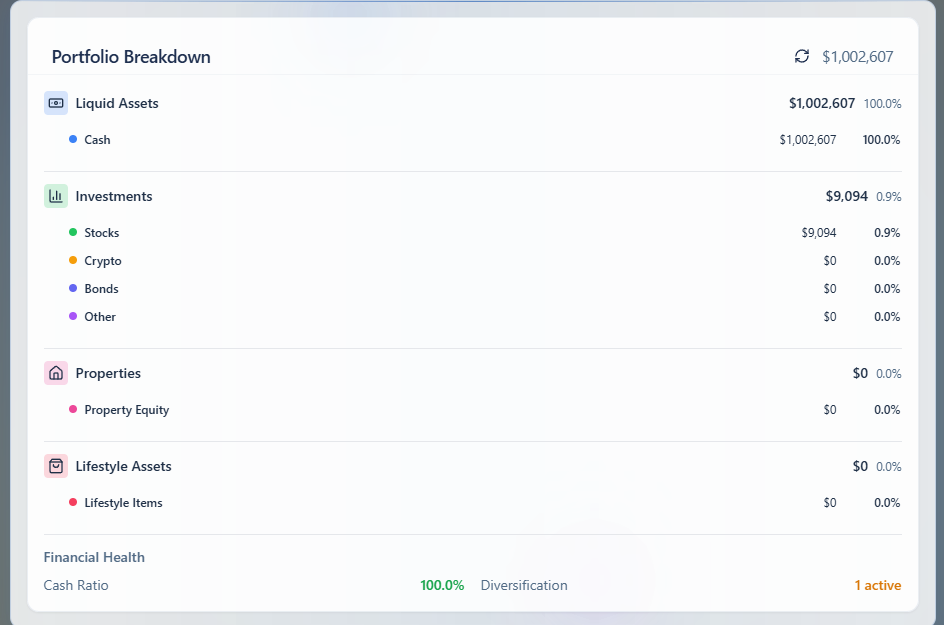 Portfolio Breakdown $1,002,607
Liquid Assets $1,002,607 100.0%
Cash $1,002,607 100.0%
Investments $9,094 0.9%
Stocks $9,094 0.9%
Crypto $0 0.0%
Bonds $0 0.0%
Other $0 0.0%
Properties $0 0.0%
Property Equity $0 0.0%
Lifestyle Assets $0 0.0%
Lifestyle Items $0 0.0%
Financial Health
Cash Ratio 100.0% Diversification 1 active